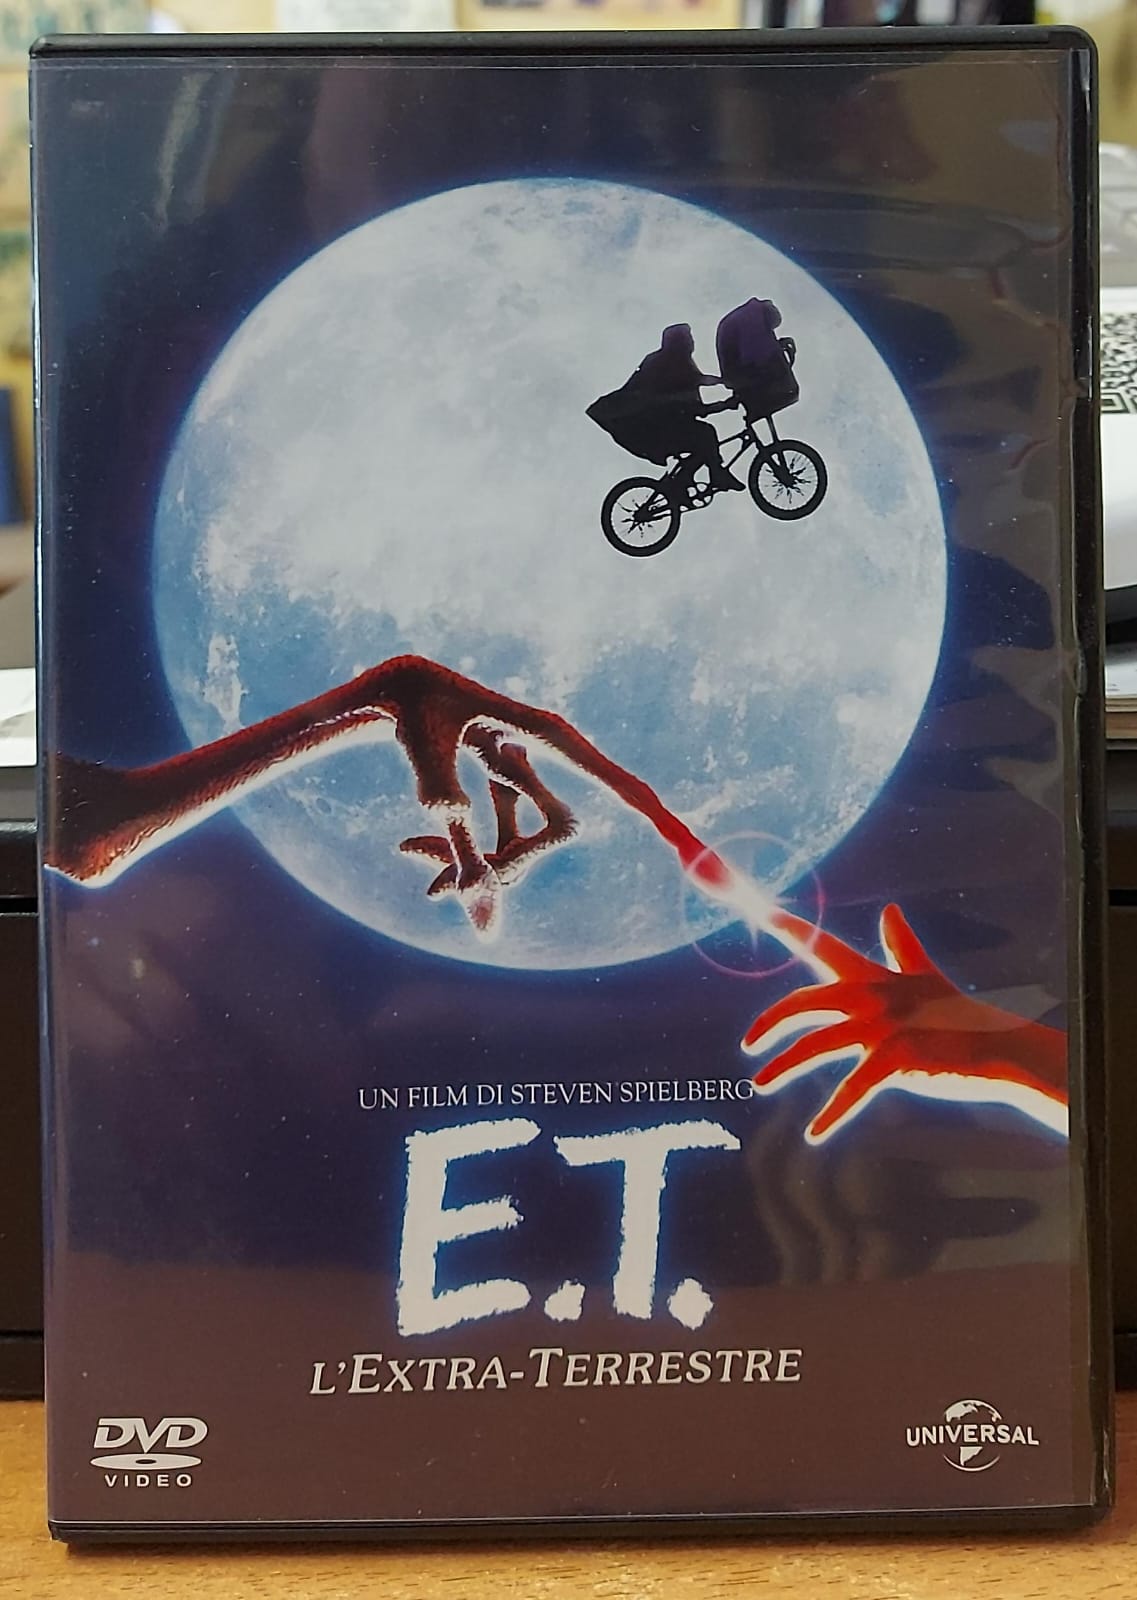 UN FILM DI STEVEN SPIELBERG
E.T.
L'EXTRA-TERRESTRE
DVD
VIDEO
UNIVERSAL